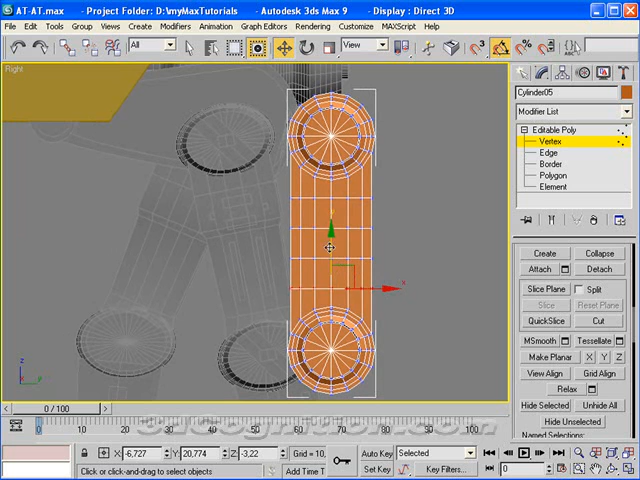 AT-AT.max - Project Folder: D:\myMaxTutorials - Autodesk 3ds Max 9 - Display : Direct 3D
File Edit Tools Group Views Create Modifiers Animation Graph Editors Rendering Customize MAXScript Help
All View
Right
Cylinder05
Modifier List
Editable Poly
Vertex
Edge
Border
Polygon
Element
Create Collapse
Attach Detach
Slice Plane Split
Slice Reset Plane
QuickSlice Cut
MSmooth Tessellate
Make Planar X Y Z
View Align Grid Align
Relax
Hide Selected Unhide All
Hide Unselected
Named Selections:
y
x
z
y
0 / 100
0 10 20 30 40 50 60 70 80 90 100
3dcognition.com
X: -6,727 Y: 20,774 Z: -3,22 Grid = 10, Auto Key Selected
Click or click-and-drag to select objects Add Time T Set Key Key Filters... 0